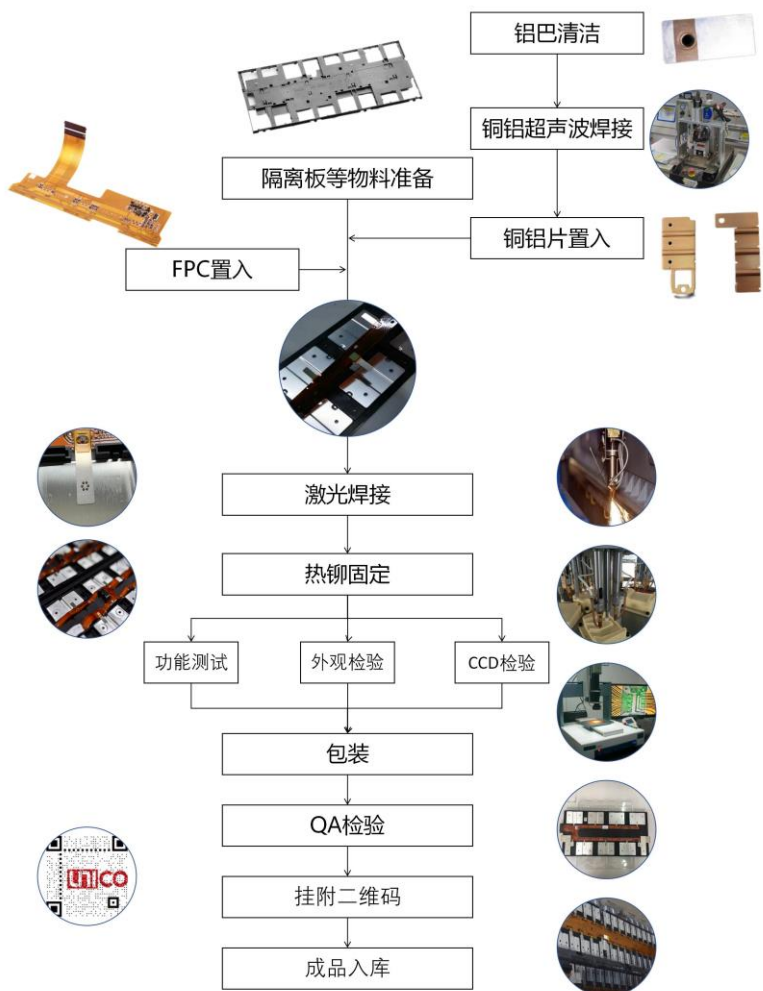 铝巴清洁
铜铝超声波焊接
隔离板等物料准备
铜铝片置入
FPC置入
激光焊接
热铆固定
功能测试
外观检验
CCD检验
包装
QA检验
UNICO
挂附二维码
成品入库